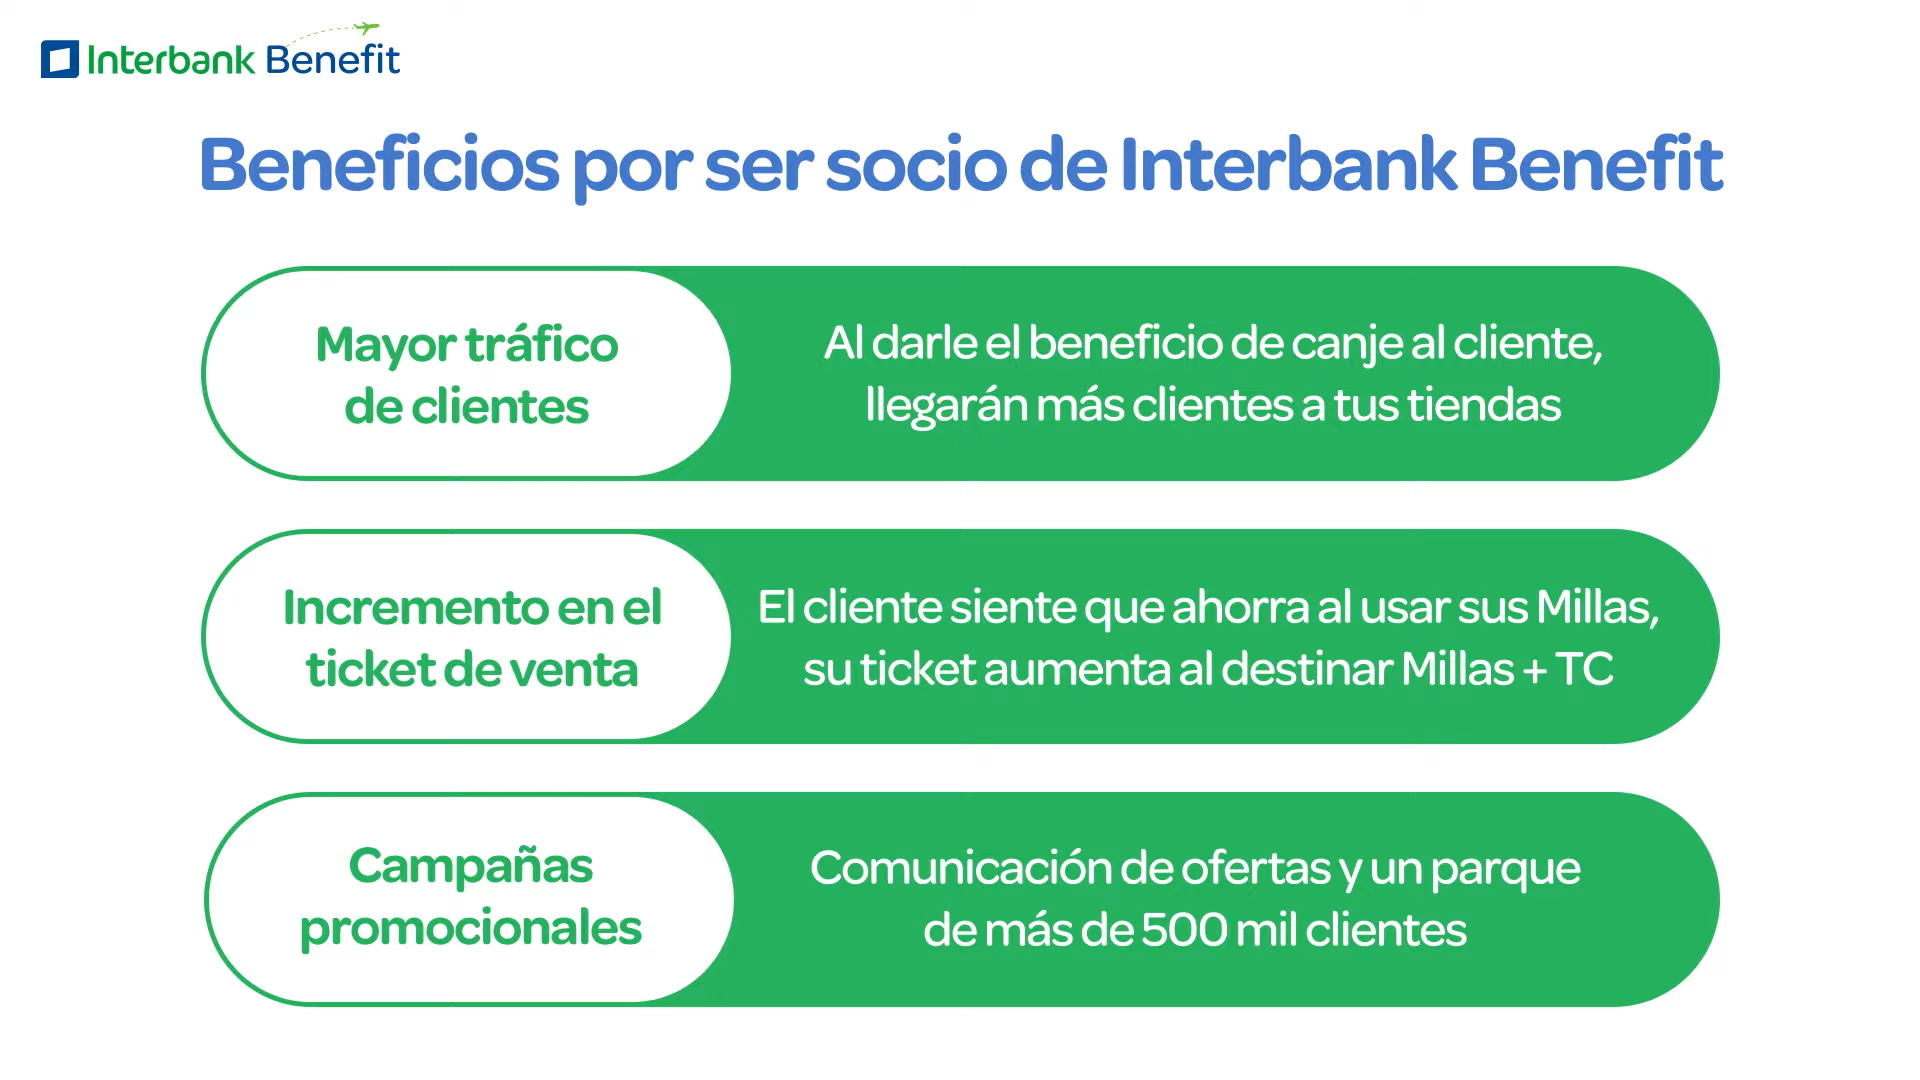 Interbank Benefit
Beneficios por ser socio de Interbank Benefit
Mayor tráfico
de clientes
Al darle el beneficio de canje al cliente,
llegarán más clientes a tus tiendas
Incremento en el
ticket de venta
El cliente siente que ahorra al usar sus Millas,
su ticket aumenta al destinar Millas + TC
Campañas
promocionales
Comunicación de ofertas y un parque
de más de 500 mil clientes